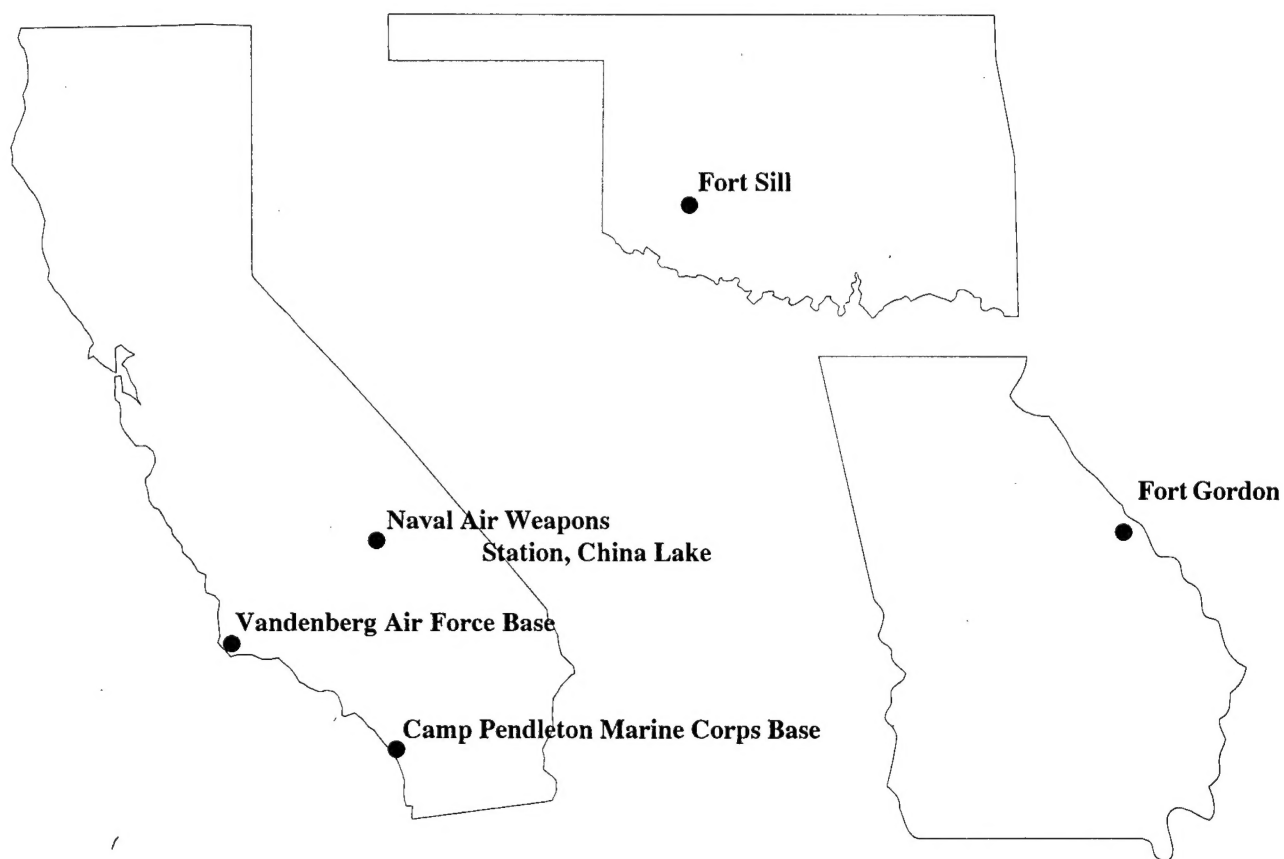 Fort Sill
Fort Gordon
Naval Air Weapons
Station, China Lake
Vandenberg Air Force Base
Camp Pendleton Marine Corps Base